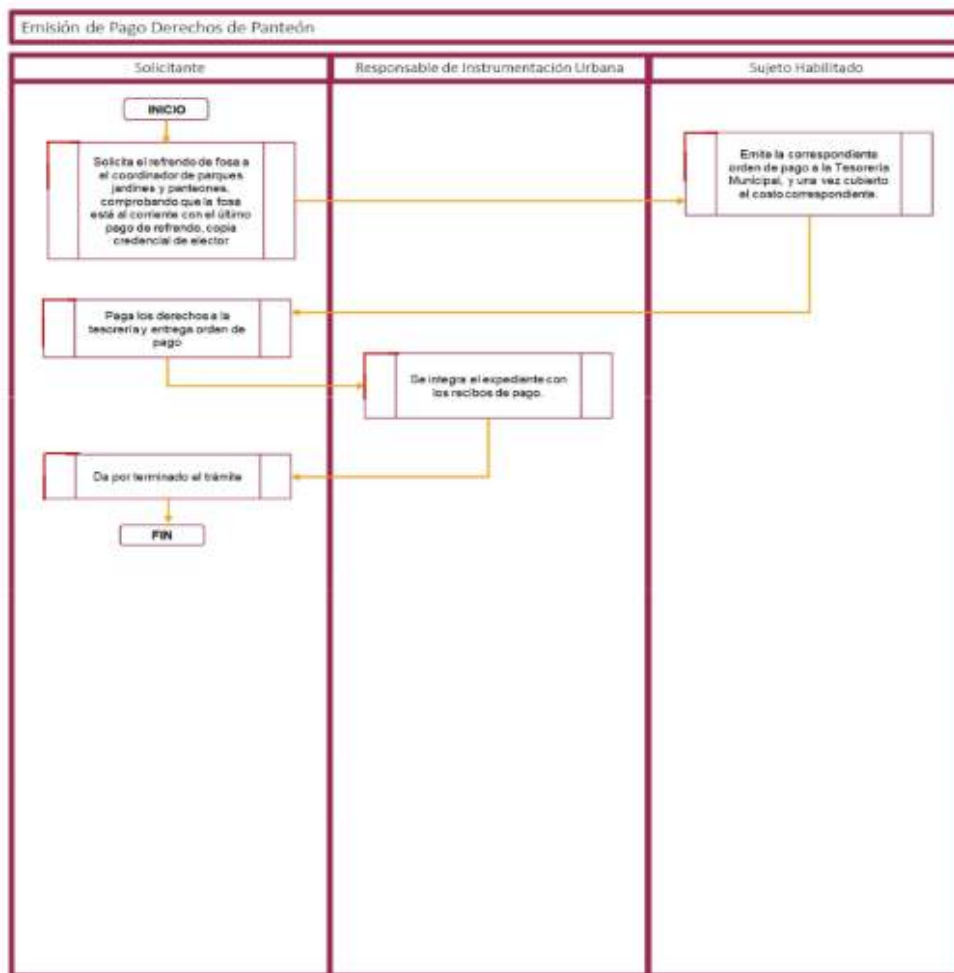 Emisión de Pago Derechos de Panteón
Solicitante
Responsable de Instrumentación Urbana
Sujeto Habilitado
INICIO
Solicita el refrendo de fosa a
el coordinador de parques
jardines y panteones,
comprobando que la fosa
está al corriente con el último
pago de refrendo, copia
credencial de elector
Emite la correspondiente
orden de pago a la Tesorería
Municipal, y una vez cubierto
el costo correspondiente.
Paga los derechos a la
tesorería y entrega orden de
pago
Se integra el expediente con
los recibos de pago.
Da por terminado el trámite
FIN